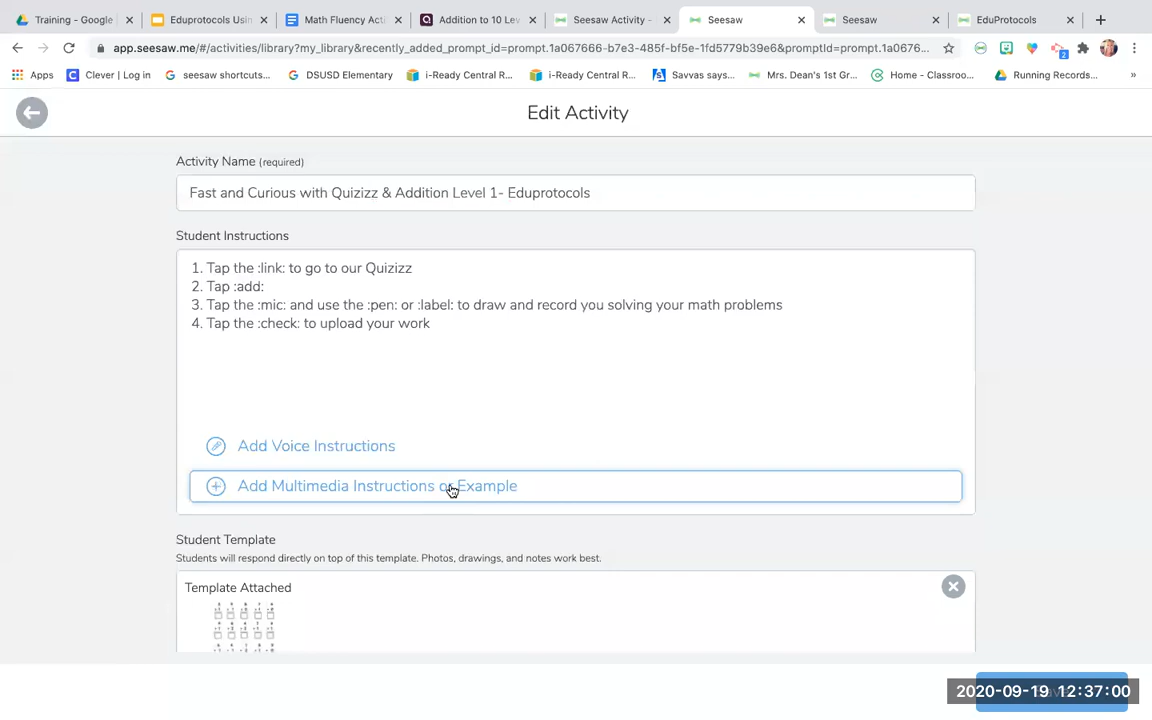 Training - Google
Eduprotocols Usin
Math Fluency Acti
Addition to 10 Lev
Seesaw Activity -
Seesaw
Seesaw
EduProtocols
app.seesaw.me/#/activities/library?my_library&recently_added_prompt_id=prompt.1a067666-b7e3-485f-bf5e-1fd5779b39e6&promptId=prompt.1a0676...
2
Apps
Clever | Log in
seesaw shortcuts...
DSUSD Elementary
i-Ready Central R...
i-Ready Central R...
Savvas says...
Mrs. Dean's 1st Gr...
Home - Classroo...
Running Records...
»
Edit Activity
Activity Name (required)
Fast and Curious with Quizizz & Addition Level 1- Eduprotocols
Student Instructions
1. Tap the :link: to go to our Quizizz
2. Tap :add:
3. Tap the :mic: and use the :pen: or :label: to draw and record you solving your math problems
4. Tap the :check: to upload your work
Add Voice Instructions
Add Multimedia Instructions or Example
Student Template
Students will respond directly on top of this template. Photos, drawings, and notes work best.
Template Attached
2020-09-19 12:37:00